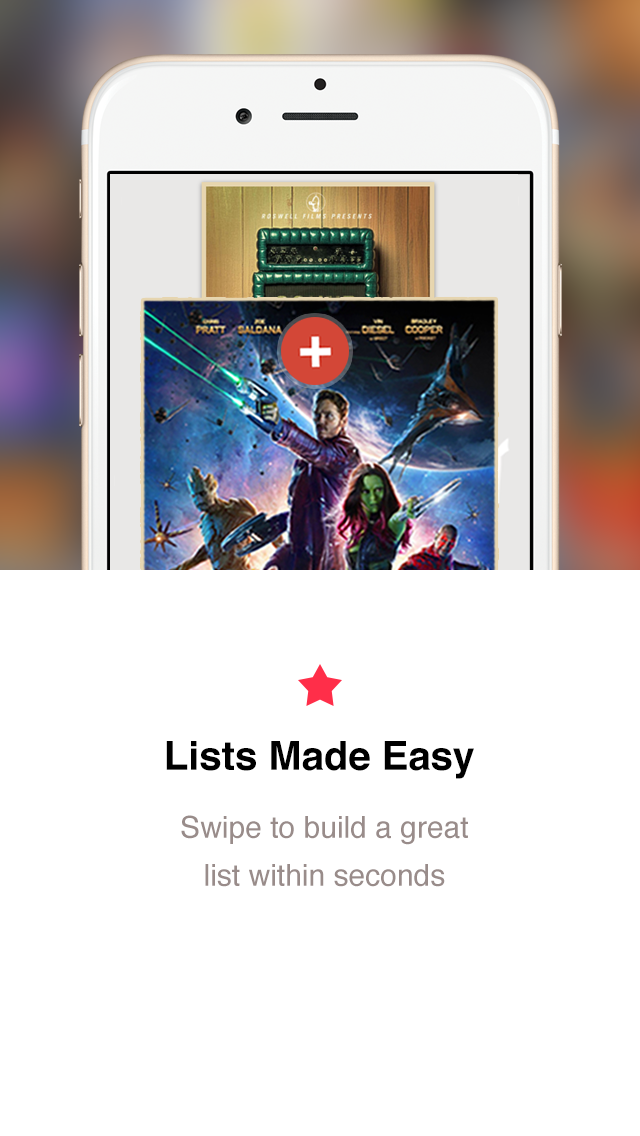 ROSWELL FILMS PRESENTS
CHRIS PRATT ZOE SALDANA VIN DIESEL BRADLEY COOPER
Lists Made Easy
Swipe to build a great
list within seconds